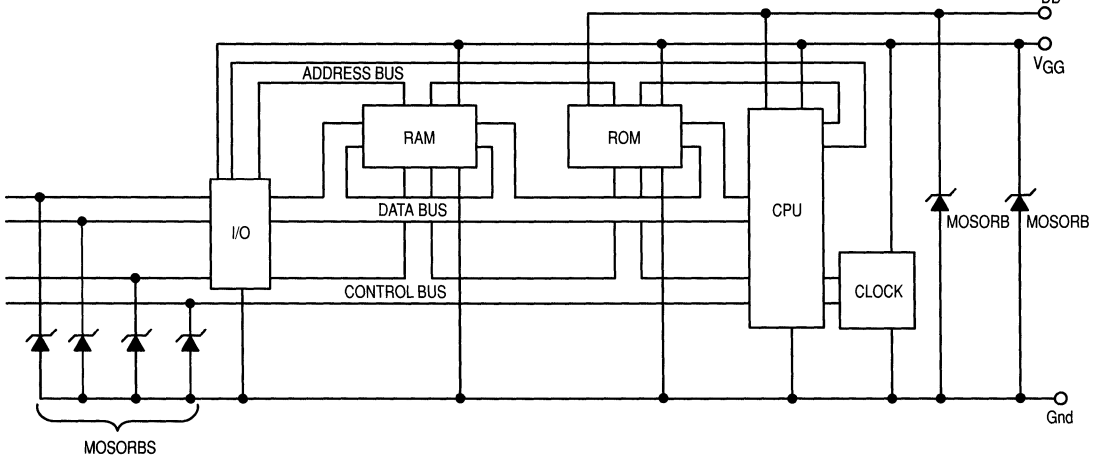 VGG
ADDRESS BUS
RAM
ROM
CPU
DATA BUS
I/O
MOSORB
MOSORB
CLOCK
CONTROL BUS
Gnd
MOSORBS